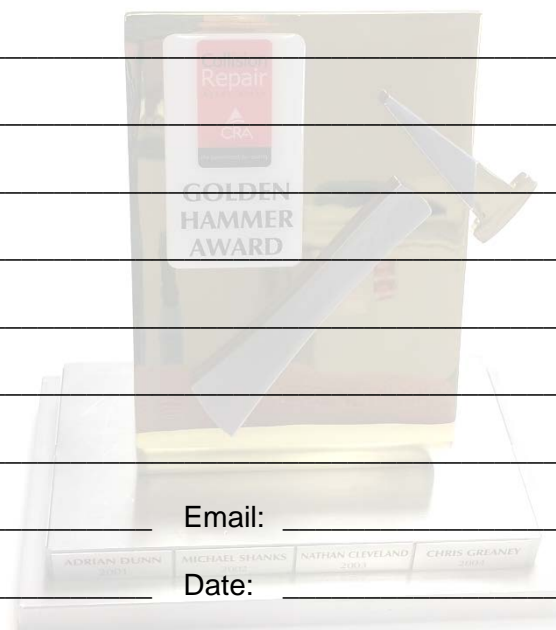 Collision
Repair
CRA
GOLDEN
HAMMER
AWARD
Email:
ADRIAN DUNN MICHAEL SHANKS NATHAN CLEVELAND CHRIS GREANEY
2001 2002 2003 2004
Date: